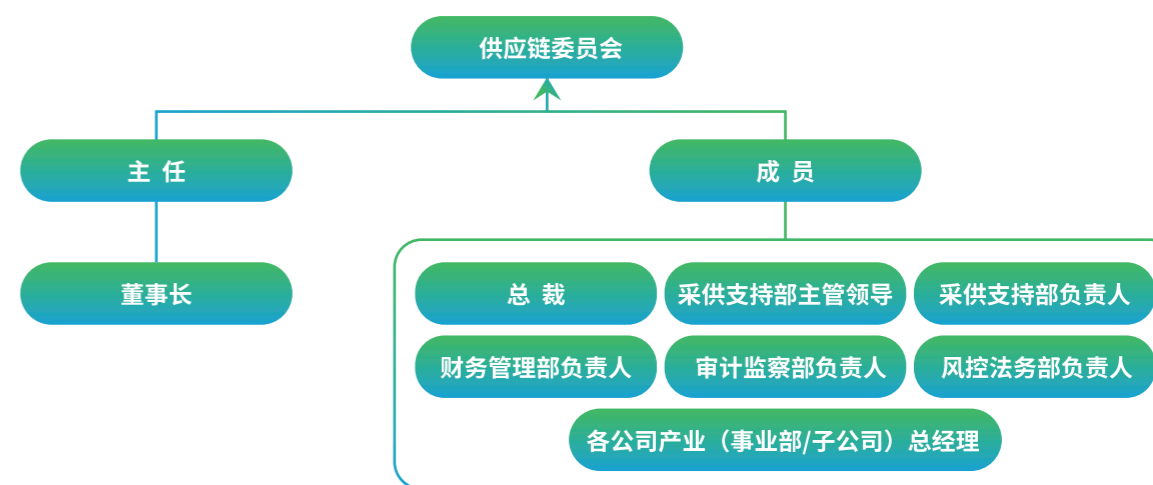 供应链委员会
主 任
成 员
董事长
总 裁
采供支持部主管领导
采供支持部负责人
财务管理部负责人
审计监察部负责人
风控法务部负责人
各公司产业（事业部/子公司）总经理